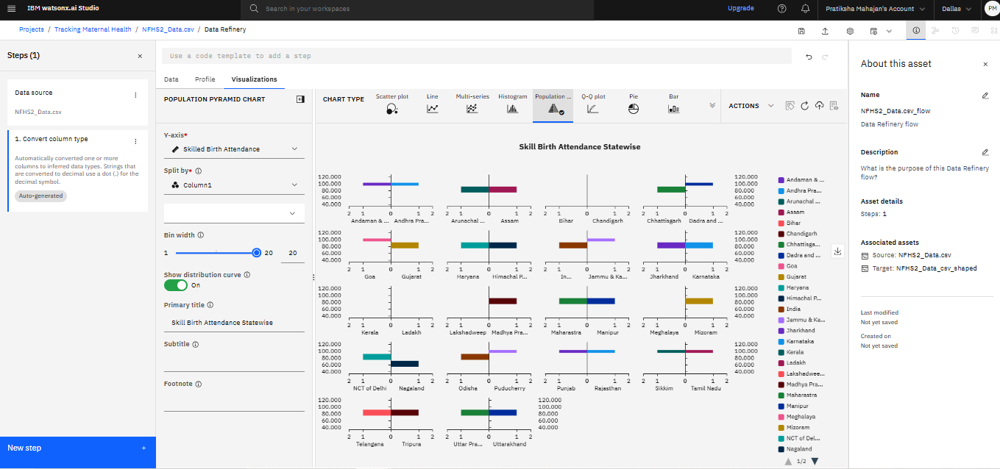 IBM watsonx.ai Studio
Search in your workspaces
Upgrade
Pratiksha Mahajan's Account
Dallas
PM
Projects / Tracking Maternal Health / NFHS2_Data.csv / Data Refinery
Steps (1)
Data source
NFHS2_Data.csv
1. Convert column type
Automatically converted one or more
columns to inferred data types. Strings that
are converted to decimal use a dot (.) for the
decimal symbol.
Auto-generated
New step +
Use a code template to add a step
Data Profile Visualizations
POPULATION PYRAMID CHART
Y-axis*
Skilled Birth Attendance
Split by*
Column1
Bin width
1 20 20
Show distribution curve
On
Primary title
Skill Birth Attendance Statewise
Subtitle
Footnote
CHART TYPE
Scatter plot Line Multi-series Histogram Population ... Q-Q plot Pie Bar
ACTIONS
Skill Birth Attendance Statewise
120.000 120.000
100.000 100.000
80.000 80.000
60.000 60.000
40.000 40.000
2 1 0 1 2 2 1 0 1 2 2 1 0 1 2 2 1 0 1 2
Andaman & ... Andhra Pra... Arunachal ... Assam Bihar Chandigarh Chhattisgarh Dadra and ...
120.000 120.000
100.000 100.000
80.000 80.000
60.000 60.000
40.000 40.000
2 1 0 1 2 2 1 0 1 2 2 1 0 1 2 2 1 0 1 2
Goa Gujarat Haryana Himachal P... In... Jammu & Ka... Jharkhand Karnataka
120.000 120.000
100.000 100.000
80.000 80.000
60.000 60.000
40.000 40.000
2 1 0 1 2 2 1 0 1 2 2 1 0 1 2 2 1 0 1 2
Kerala Ladakh Lakshadweep Madhya Pra... Maharastra Manipur Meghalaya Mizoram
120.000 120.000
100.000 100.000
80.000 80.000
60.000 60.000
40.000 40.000
2 1 0 1 2 2 1 0 1 2 2 1 0 1 2 2 1 0 1 2
NCT of Delhi Nagaland Odisha Puducherry Punjab Rajasthan Sikkim Tamil Nadu
120.000 120.000
100.000 100.000
80.000 80.000
60.000 60.000
40.000 40.000
2 1 0 1 2 2 1 0 1 2
Telangana Tripura Uttar Pra... Uttarakhand
Andaman & ...
Andhra Pra...
Arunachal ...
Assam
Bihar
Chandigarh
Chhattisga...
Dadra and ...
Goa
Gujarat
Haryana
Himachal P...
India
Jammu & Ka...
Jharkhand
Karnataka
Kerala
Ladakh
Lakshadwee...
Madhya Pra...
Maharastra
Manipur
Meghalaya
Mizoram
NCT of Del...
Nagaland
1/2
About this asset
Name
NFHS2_Data.csv_flow
Data Refinery flow
Description
What is the purpose of this Data Refinery
flow?
Asset details
Steps: 1
Associated assets
Source: NFHS2_Data.csv
Target: NFHS2_Data_csv_shaped
Last modified
Not yet saved
Created on
Not yet saved